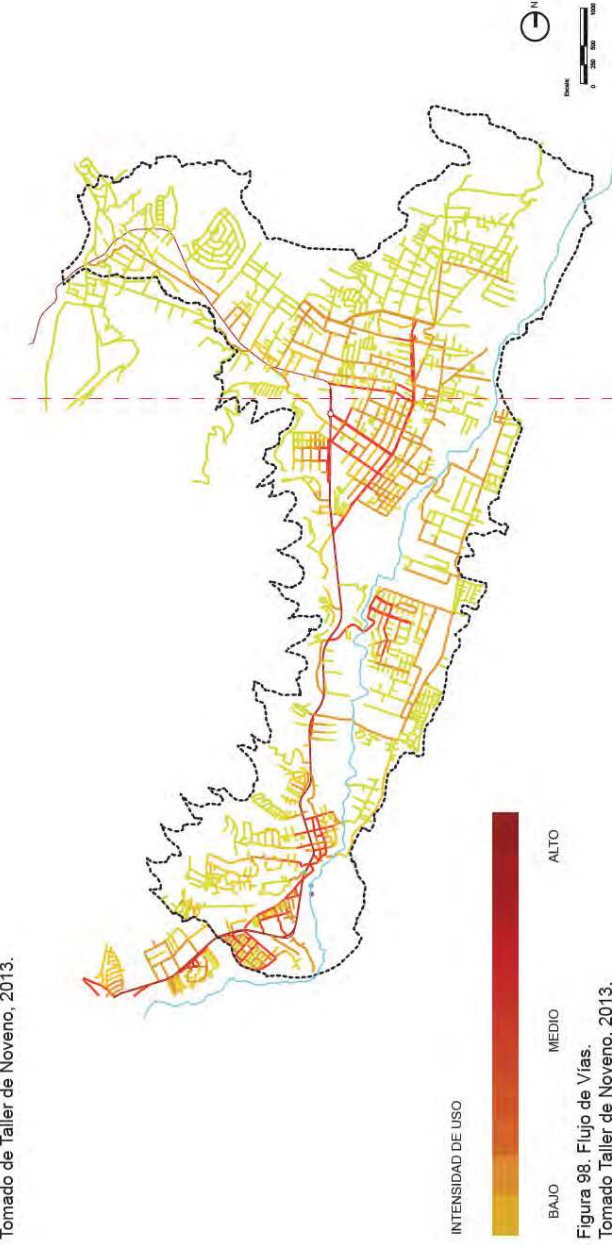 Tomado de Taller de Noveno, 2013.
N
Escala:
0 250 500 1000
INTENSIDAD DE USO
BAJO MEDIO ALTO
Figura 98. Flujo de Vías.
Tomado Taller de Noveno, 2013.